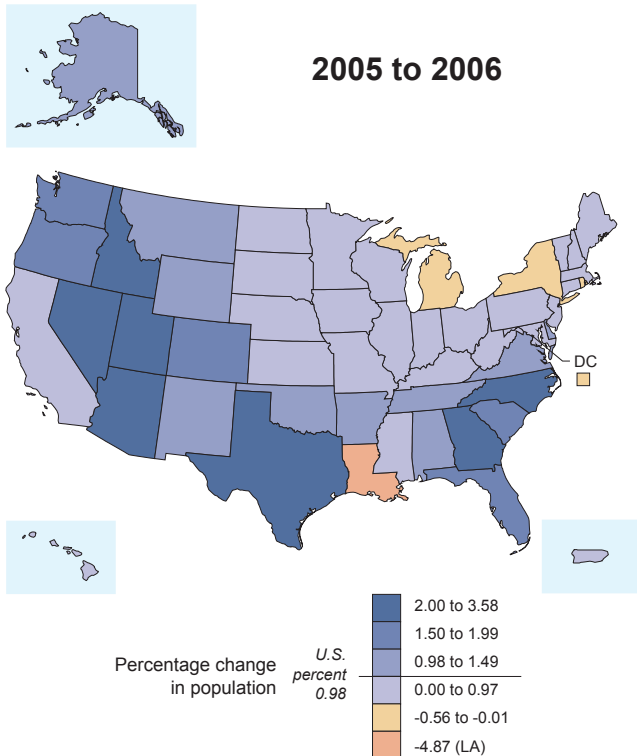 2005 to 2006
DC
Percentage change
in population
U.S.
percent
0.98
2.00 to 3.58
1.50 to 1.99
0.98 to 1.49
0.00 to 0.97
-0.56 to -0.01
-4.87 (LA)